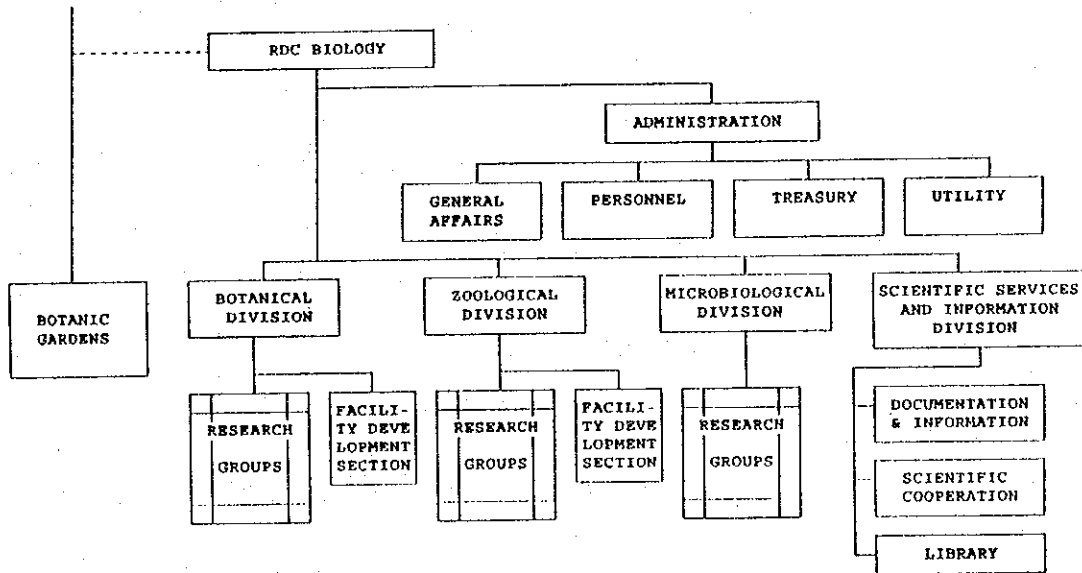 RDC BIOLOGY
ADMINISTRATION
GENERAL
AFFAIRS
PERSONNEL
TREASURY
UTILITY
BOTANIC
GARDENS
BOTANICAL
DIVISION
ZOOLOGICAL
DIVISION
MICROBIOLOGICAL
DIVISION
SCIENTIFIC SERVICES
AND INFORMATION
DIVISION
RESEARCH
GROUPS
FACILI-
TY DEVE
LOPMENT
SECTION
RESEARCH
GROUPS
FACILI-
TY DEVE
LOPMENT
SECTION
RESEARCH
GROUPS
DOCUMENTATION
& INFORMATION
SCIENTIFIC
COOPERATION
LIBRARY